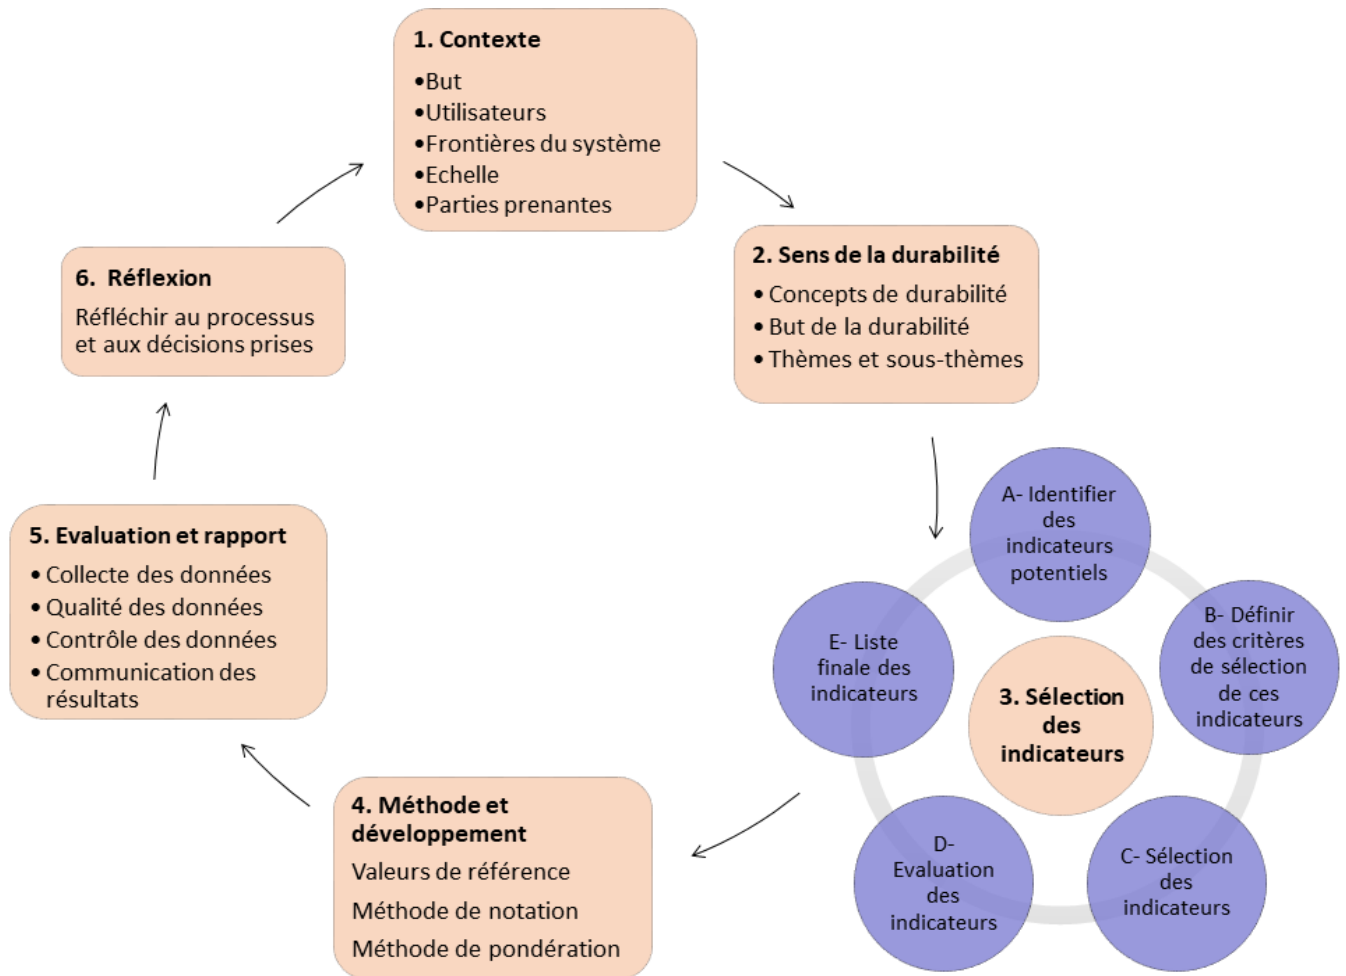 1. Contexte
•But
•Utilisateurs
•Frontières du système
•Echelle
•Parties prenantes
2. Sens de la durabilité
• Concepts de durabilité
• But de la durabilité
• Thèmes et sous-thèmes
3. Sélection
des
indicateurs
A- Identifier
des
indicateurs
potentiels
B- Définir
des critères
de sélection
de ces
indicateurs
C- Sélection
des
indicateurs
D-
Evaluation
des
indicateurs
E- Liste
finale des
indicateurs
4. Méthode et
développement
Valeurs de référence
Méthode de notation
Méthode de pondération
5. Evaluation et rapport
• Collecte des données
• Qualité des données
• Contrôle des données
• Communication des
résultats
6. Réflexion
Réfléchir au processus
et aux décisions prises